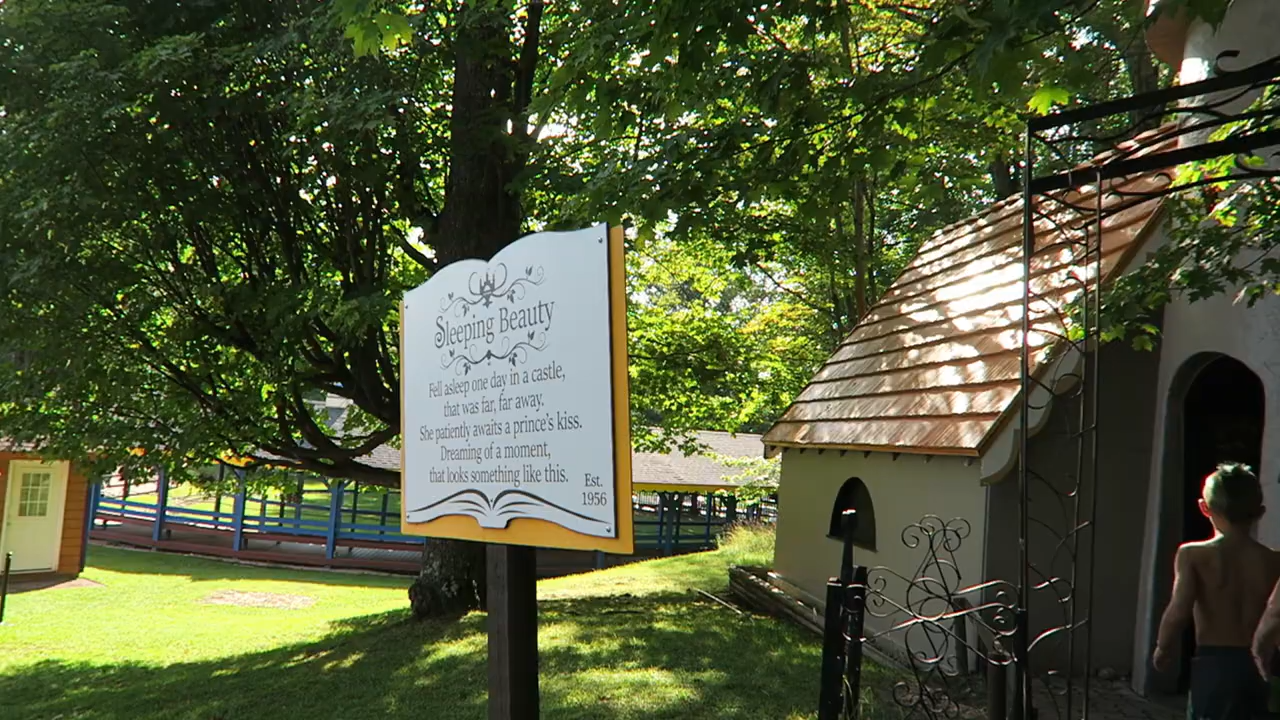 Sleeping Beauty
Fell asleep one day in a castle,
that was far, far away.
She patiently awaits a prince's kiss.
Dreaming of a moment,
that looks something like this.
Est.
1956